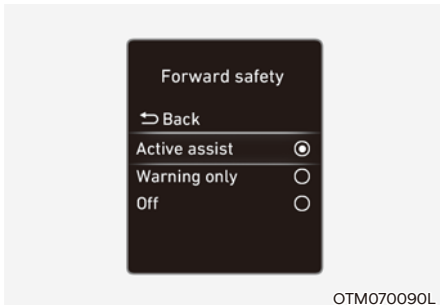 Forward safety
Back
Active assist
Warning only
Off
OTM070090L